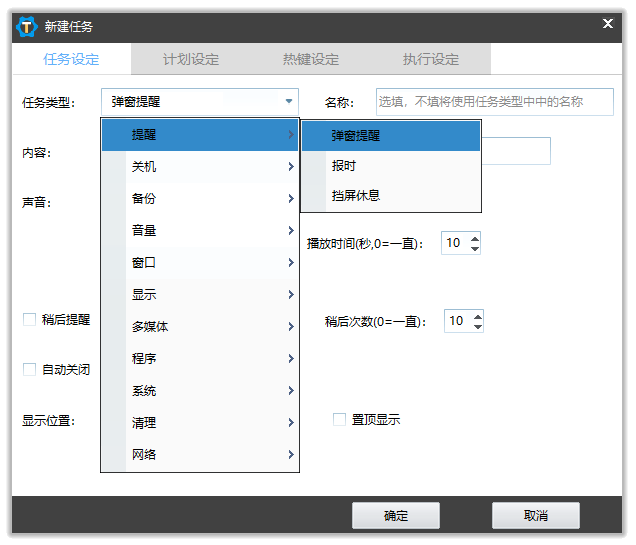 新建任务
任务设定 计划设定 热键设定 执行设定
任务类型： 弹窗提醒 名称： 选填，不填将使用任务类型中中的名称
提醒 弹窗提醒
内容：
关机 报时
声音： 备份 挡屏休息
音量 播放时间(秒,0=一直)： 10
窗口
显示
稍后提醒 多媒体 稍后次数(0=一直)： 10
程序
自动关闭
系统
显示位置： 清理 置顶显示
网络
确定 取消